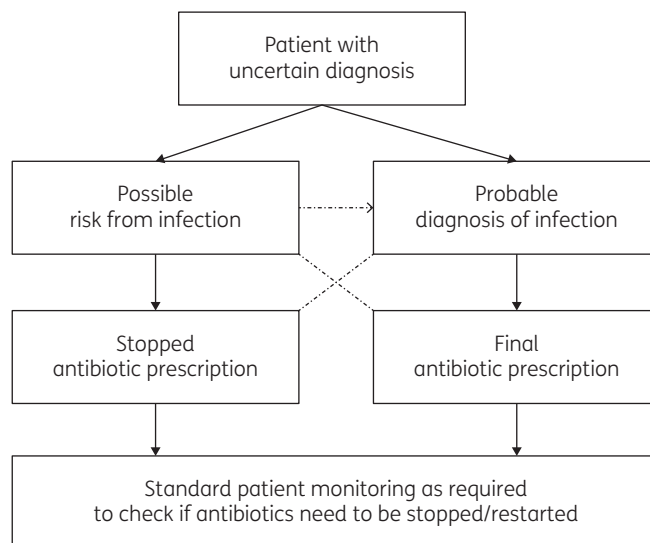 Patient with
uncertain diagnosis
Possible
risk from infection
Probable
diagnosis of infection
Stopped
antibiotic prescription
Final
antibiotic prescription
Standard patient monitoring as required
to check if antibiotics need to be stopped/restarted